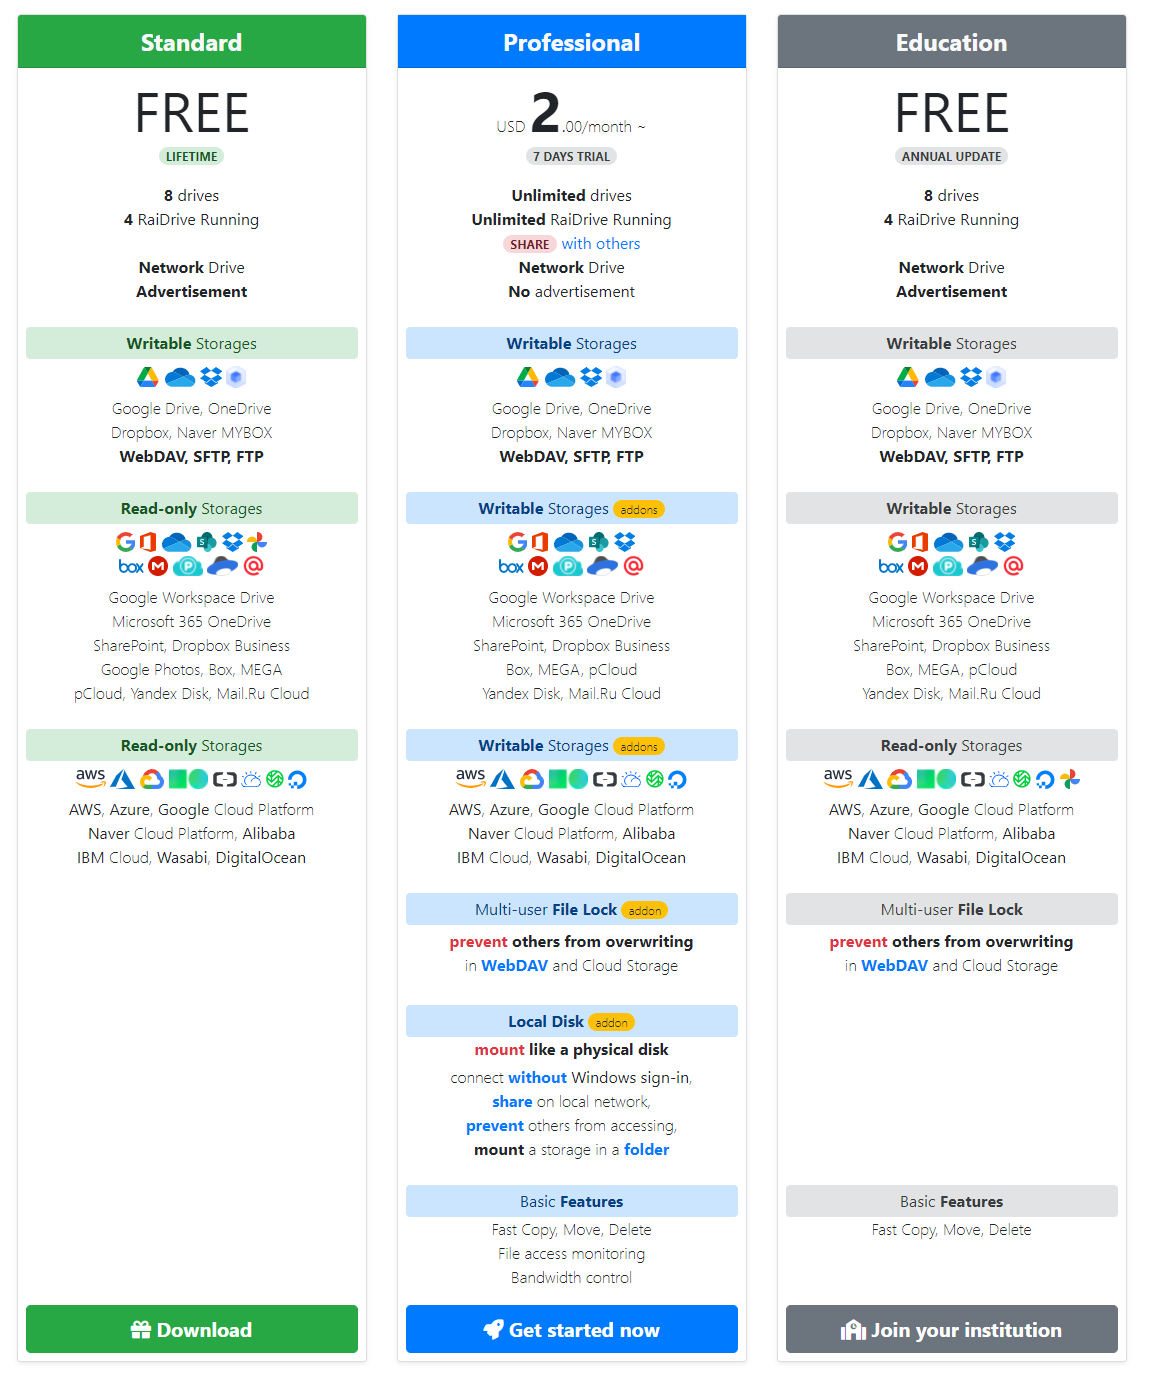 Standard
FREE
LIFETIME
8 drives
4 RaiDrive Running
Network Drive
Advertisement
Writable Storages
Google Drive, OneDrive
Dropbox, Naver MYBOX
WebDAV, SFTP, FTP
Read-only Storages
box
Google Workspace Drive
Microsoft 365 OneDrive
SharePoint, Dropbox Business
Google Photos, Box, MEGA
pCloud, Yandex Disk, Mail.Ru Cloud
Read-only Storages
aws
AWS, Azure, Google Cloud Platform
Naver Cloud Platform, Alibaba
IBM Cloud, Wasabi, DigitalOcean
Download
Professional
USD 2.00/month ~
7 DAYS TRIAL
Unlimited drives
Unlimited RaiDrive Running
SHARE with others
Network Drive
No advertisement
Writable Storages
Google Drive, OneDrive
Dropbox, Naver MYBOX
WebDAV, SFTP, FTP
Writable Storages addons
box
Google Workspace Drive
Microsoft 365 OneDrive
SharePoint, Dropbox Business
Box, MEGA, pCloud
Yandex Disk, Mail.Ru Cloud
Writable Storages addons
aws
AWS, Azure, Google Cloud Platform
Naver Cloud Platform, Alibaba
IBM Cloud, Wasabi, DigitalOcean
Multi-user File Lock addon
prevent others from overwriting
in WebDAV and Cloud Storage
Local Disk addon
mount like a physical disk
connect without Windows sign-in,
share on local network,
prevent others from accessing,
mount a storage in a folder
Basic Features
Fast Copy, Move, Delete
File access monitoring
Bandwidth control
Get started now
Education
FREE
ANNUAL UPDATE
8 drives
4 RaiDrive Running
Network Drive
Advertisement
Writable Storages
Google Drive, OneDrive
Dropbox, Naver MYBOX
WebDAV, SFTP, FTP
Writable Storages
box
Google Workspace Drive
Microsoft 365 OneDrive
SharePoint, Dropbox Business
Box, MEGA, pCloud
Yandex Disk, Mail.Ru Cloud
Read-only Storages
aws
AWS, Azure, Google Cloud Platform
Naver Cloud Platform, Alibaba
IBM Cloud, Wasabi, DigitalOcean
Multi-user File Lock
prevent others from overwriting
in WebDAV and Cloud Storage
Basic Features
Fast Copy, Move, Delete
Join your institution